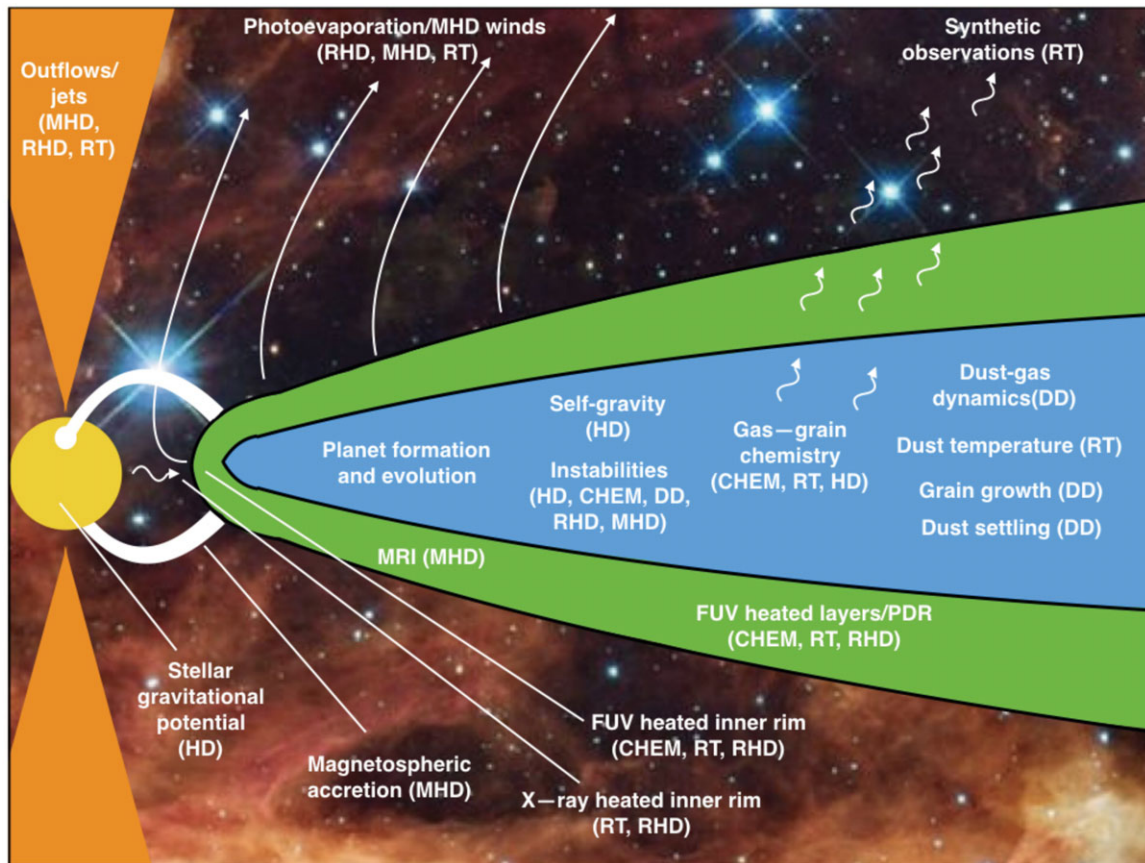 Photoevaporation/MHD winds
(RHD, MHD, RT)
Synthetic
observations (RT)
Outflows/
jets
(MHD,
RHD, RT)
Self-gravity
(HD)
Dust-gas
dynamics(DD)
Planet formation
and evolution
Instabilities
(HD, CHEM, DD,
RHD, MHD)
Gas—grain
chemistry
(CHEM, RT, HD)
Dust temperature (RT)
Grain growth (DD)
Dust settling (DD)
MRI (MHD)
FUV heated layers/PDR
(CHEM, RT, RHD)
Stellar
gravitational
potential
(HD)
Magnetospheric
accretion (MHD)
FUV heated inner rim
(CHEM, RT, RHD)
X—ray heated inner rim
(RT, RHD)